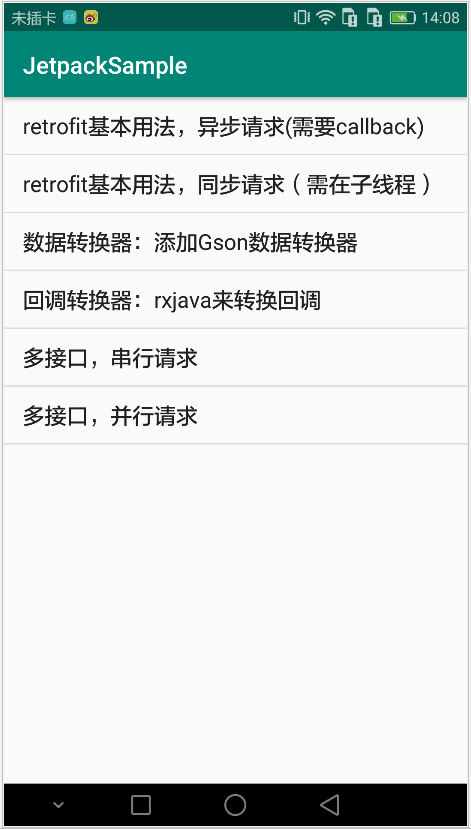 未插卡 14:08
JetpackSample
retrofit基本用法，异步请求(需要callback)
retrofit基本用法，同步请求（需在子线程）
数据转换器：添加Gson数据转换器
回调转换器：rxjava来转换回调
多接口，串行请求
多接口，并行请求